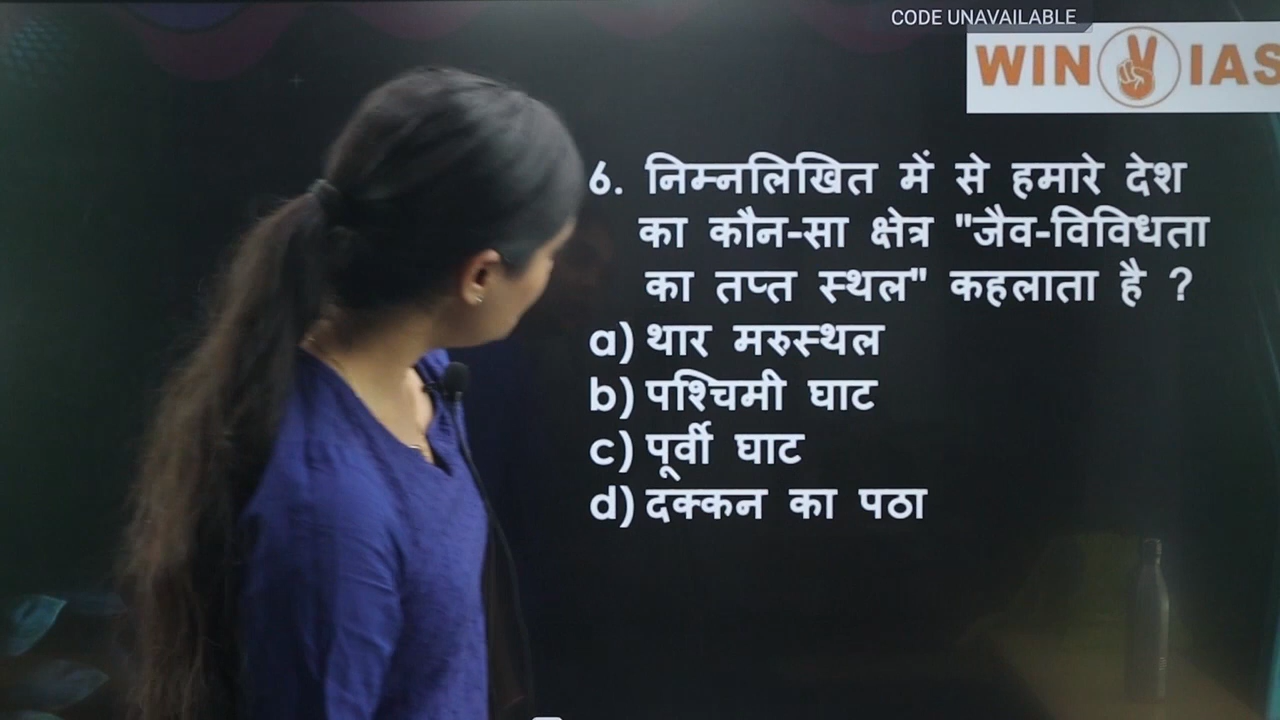 CODE UNAVAILABLE
WIN IAS
6. निम्नलिखित में से हमारे देश
का कौन-सा क्षेत्र "जैव-विविधता
का तप्त स्थल" कहलाता है ?
a) थार मरुस्थल
b) पश्चिमी घाट
c) पूर्वी घाट
d) दक्कन का पठा